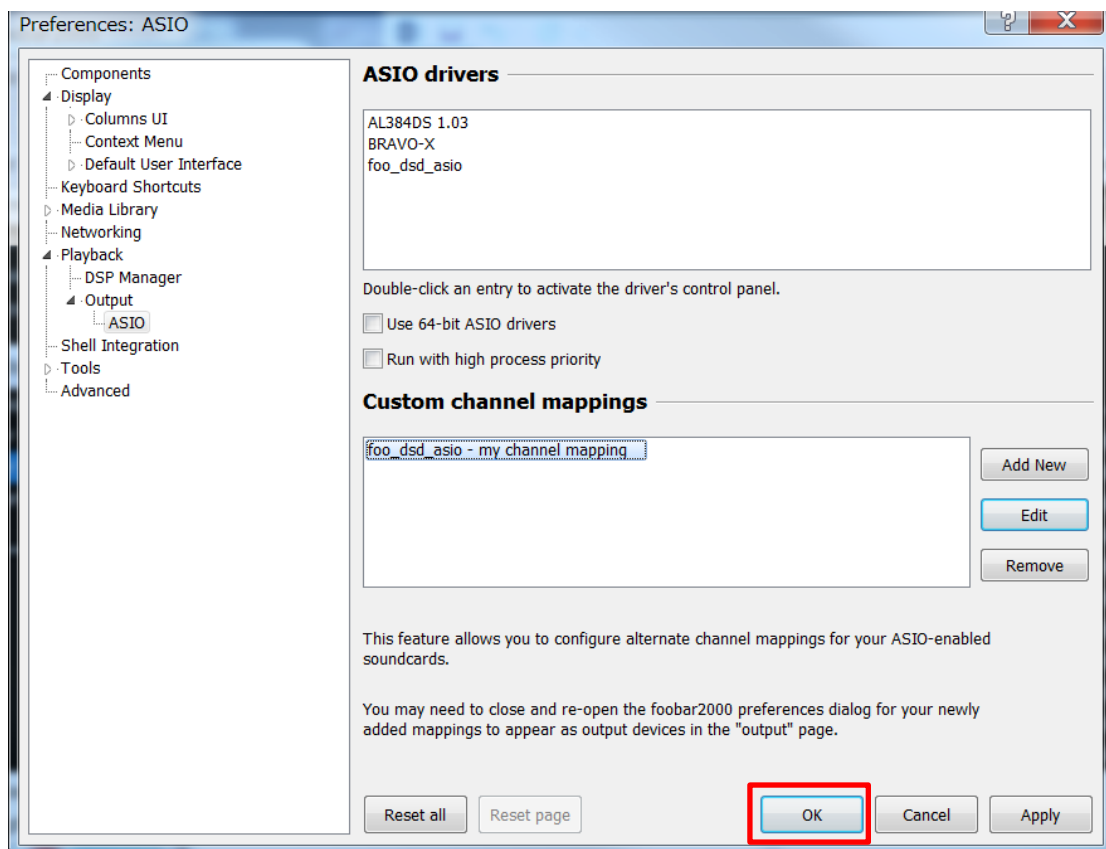 Preferences: ASIO
Components
Display
Columns UI
Context Menu
Default User Interface
Keyboard Shortcuts
Media Library
Networking
Playback
DSP Manager
Output
ASIO
Shell Integration
Tools
Advanced
ASIO drivers
AL384DS 1.03
BRAVO-X
foo_dsd_asio
Double-click an entry to activate the driver's control panel.
Use 64-bit ASIO drivers
Run with high process priority
Custom channel mappings
foo_dsd_asio - my channel mapping
Add New
Edit
Remove
This feature allows you to configure alternate channel mappings for your ASIO-enabled
soundcards.
You may need to close and re-open the foobar2000 preferences dialog for your newly
added mappings to appear as output devices in the "output" page.
Reset all
Reset page
OK
Cancel
Apply